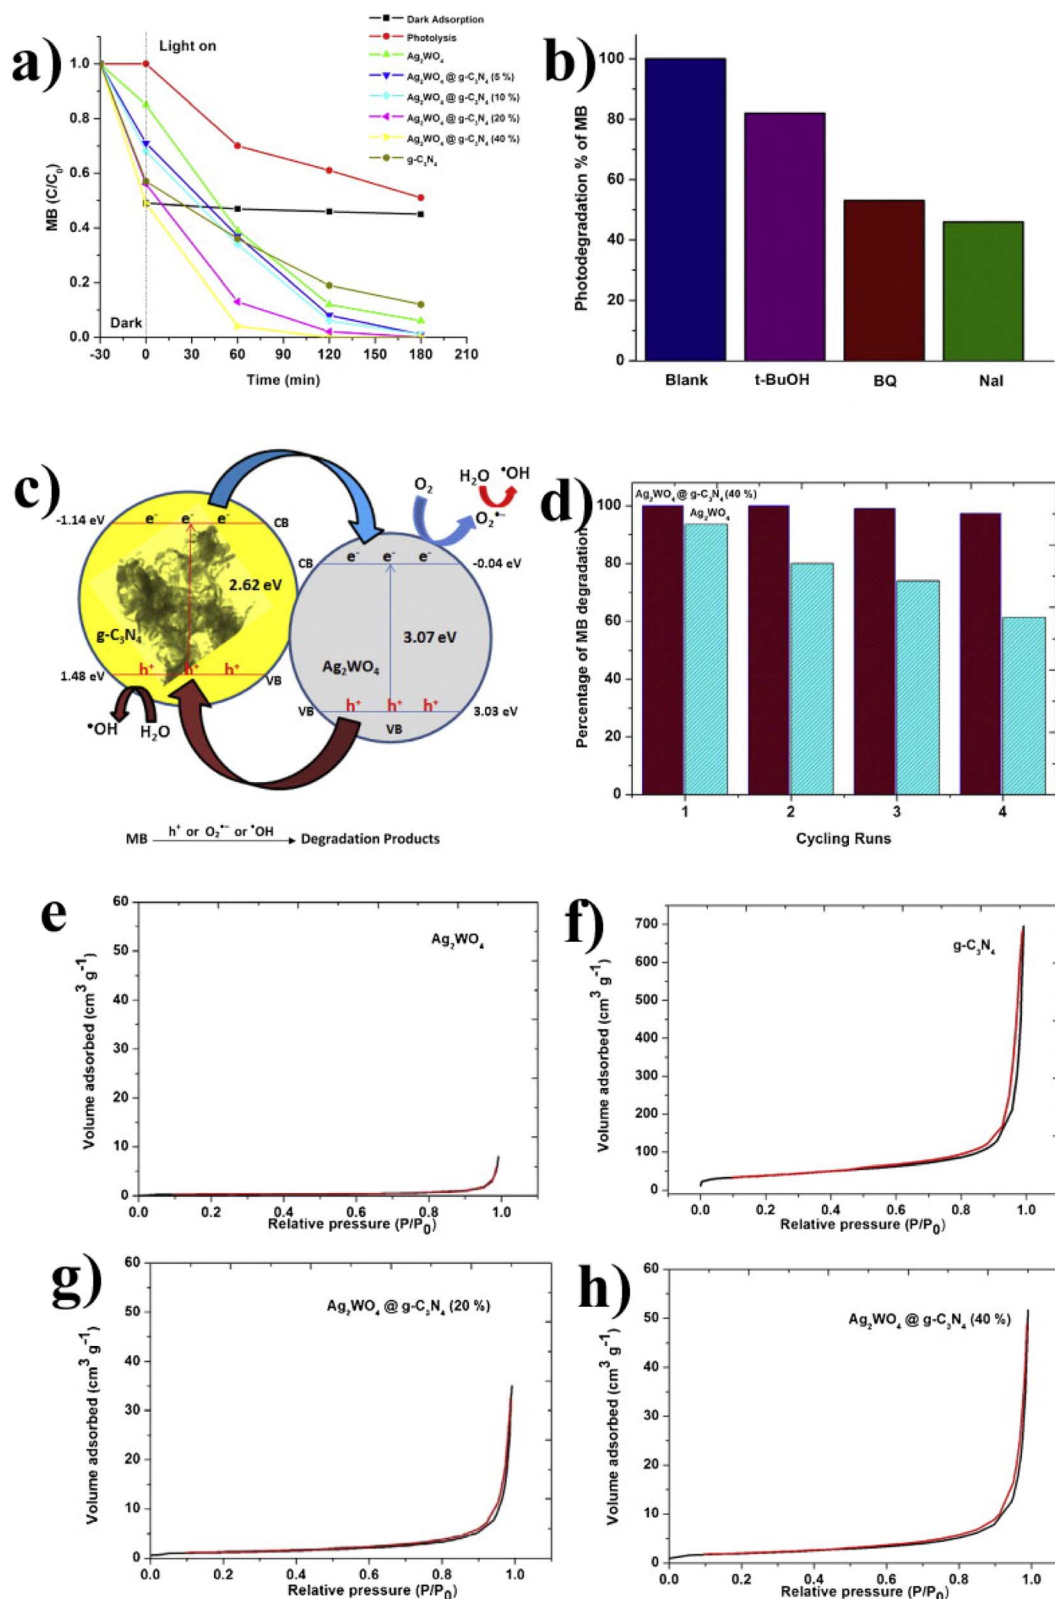 a)
Light on
Dark
MB (C/C₀)
1.0
0.8
0.6
0.4
0.2
0.0
-30 0 30 60 90 120 150 180 210
Time (min)
Dark Adsorption
Photolysis
Ag₂WO₄
Ag₂WO₄ @ g-C₃N₄ (5 %)
Ag₂WO₄ @ g-C₃N₄ (10 %)
Ag₂WO₄ @ g-C₃N₄ (20 %)
Ag₂WO₄ @ g-C₃N₄ (40 %)
g-C₃N₄
b)
Photodegradation % of MB
100
80
60
40
20
0
Blank t-BuOH BQ NaI
c)
-1.14 eV
e⁻ e⁻ e⁻
CB
2.62 eV
g-C₃N₄
1.48 eV
h⁺ h⁺ h⁺
VB
•OH
H₂O
O₂
H₂O
•OH
O₂•−
e⁻ e⁻ e⁻
CB
-0.04 eV
3.07 eV
Ag₂WO₄
h⁺ h⁺ h⁺
VB
3.03 eV
VB
MB h⁺ or O₂•− or •OH Degradation Products
d)
Percentage of MB degradation
100
80
60
40
20
0
Ag₂WO₄ @ g-C₃N₄ (40 %)
Ag₂WO₄
1 2 3 4
Cycling Runs
e
Volume adsorbed (cm³ g⁻¹)
60
50
40
30
20
10
0
Ag₂WO₄
0.0 0.2 0.4 0.6 0.8 1.0
Relative pressure (P/P₀)
f)
Volume adsorbed (cm³ g⁻¹)
700
600
500
400
300
200
100
0
g-C₃N₄
0.0 0.2 0.4 0.6 0.8 1.0
Relative pressure (P/P₀)
g)
Volume adsorbed (cm³ g⁻¹)
60
50
40
30
20
10
0
Ag₂WO₄ @ g-C₃N₄ (20 %)
0.0 0.2 0.4 0.6 0.8 1.0
Relative pressure (P/P₀)
h)
Volume adsorbed (cm³ g⁻¹)
60
50
40
30
20
10
0
Ag₂WO₄ @ g-C₃N₄ (40 %)
0.0 0.2 0.4 0.6 0.8 1.0
Relative pressure (P/P₀)